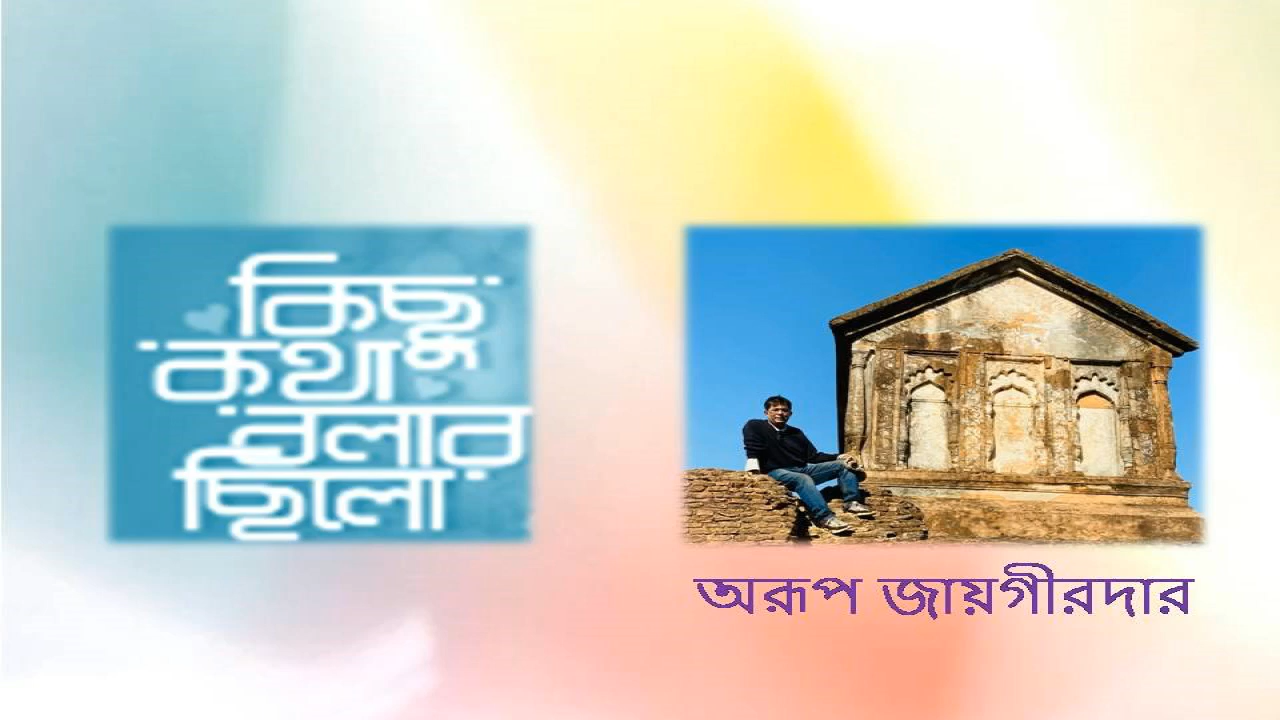 কিছু
কথা
বলার
ছিলো
অরূপ জায়গীরদার